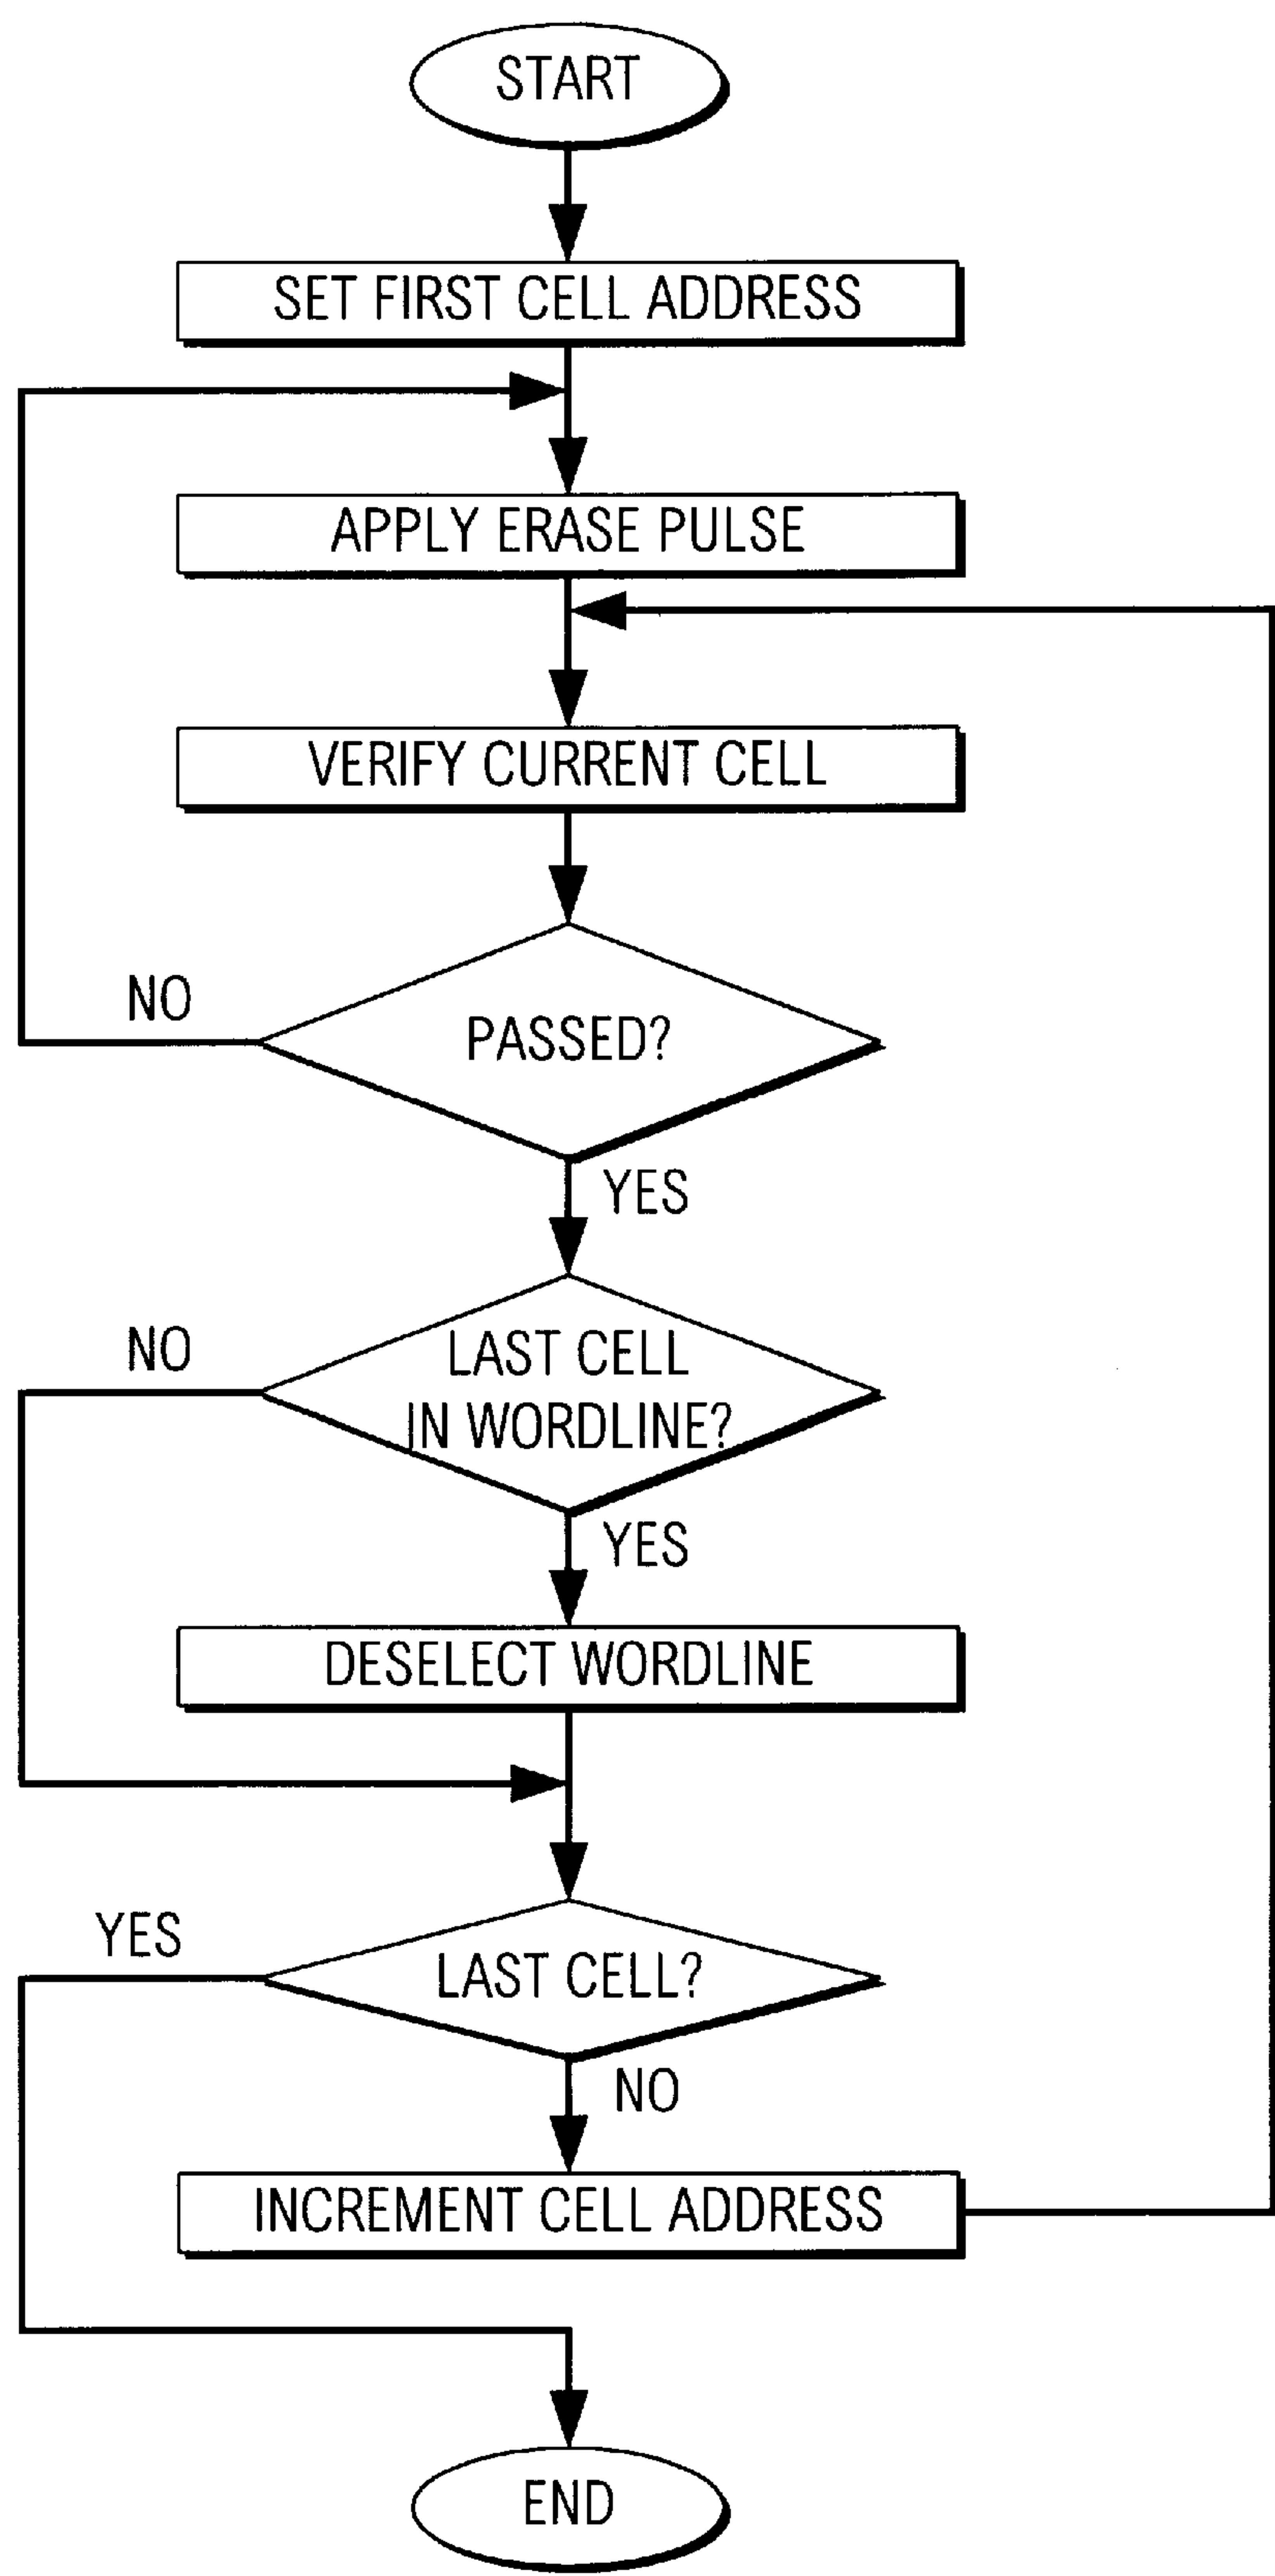 START
SET FIRST CELL ADDRESS
APPLY ERASE PULSE
VERIFY CURRENT CELL
NO
PASSED?
YES
NO
LAST CELL
IN WORDLINE?
YES
DESELECT WORDLINE
YES
LAST CELL?
NO
INCREMENT CELL ADDRESS
END